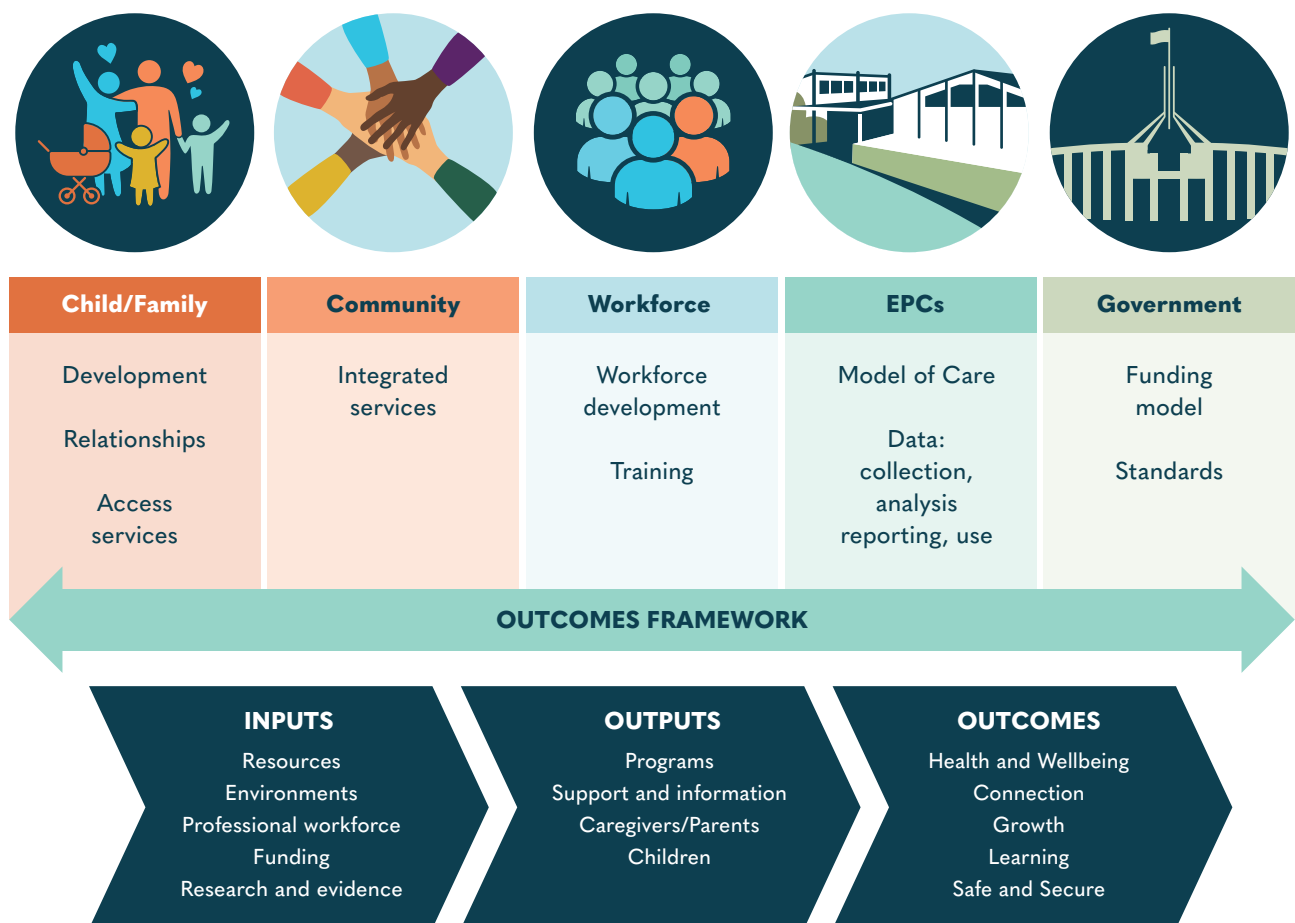 Child/Family
Development
Relationships
Access
services
Community
Integrated
services
Workforce
Workforce
development
Training
EPCs
Model of Care
Data:
collection,
analysis
reporting, use
Government
Funding
model
Standards
OUTCOMES FRAMEWORK
INPUTS
Resources
Environments
Professional workforce
Funding
Research and evidence
OUTPUTS
Programs
Support and information
Caregivers/Parents
Children
OUTCOMES
Health and Wellbeing
Connection
Growth
Learning
Safe and Secure